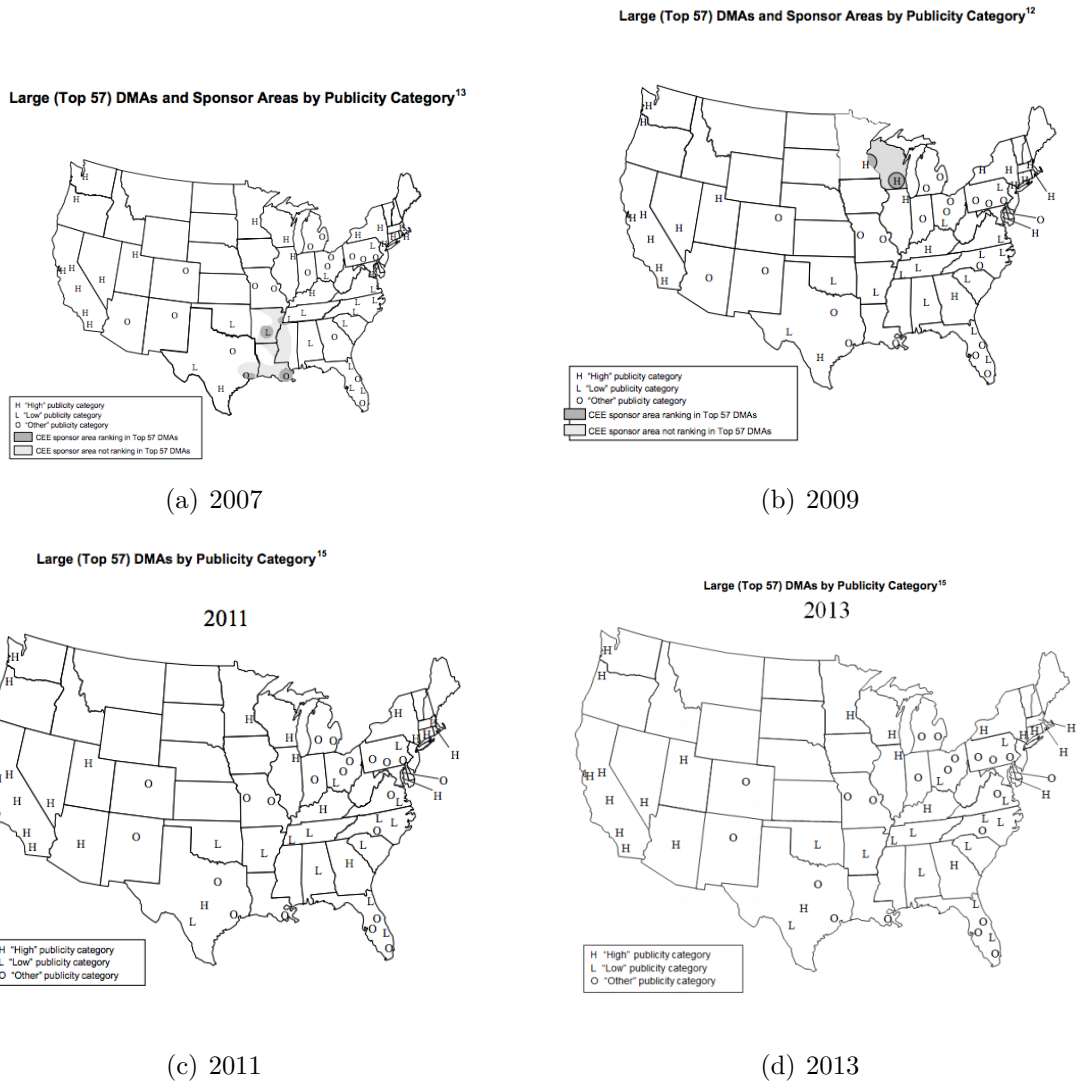 Large (Top 57) DMAs and Sponsor Areas by Publicity Category13
H "High" publicity category
L "Low" publicity category
O "Other" publicity category
CEE sponsor area ranking in Top 57 DMAs
CEE sponsor area not ranking in Top 57 DMAs
(a) 2007
Large (Top 57) DMAs and Sponsor Areas by Publicity Category12
H "High" publicity category
L "Low" publicity category
O "Other" publicity category
CEE sponsor area ranking in Top 57 DMAs
CEE sponsor area not ranking in Top 57 DMAs
(b) 2009
Large (Top 57) DMAs by Publicity Category15
2011
H "High" publicity category
L "Low" publicity category
O "Other" publicity category
(c) 2011
Large (Top 57) DMAs by Publicity Category15
2013
H "High" publicity category
L "Low" publicity category
O "Other" publicity category
(d) 2013